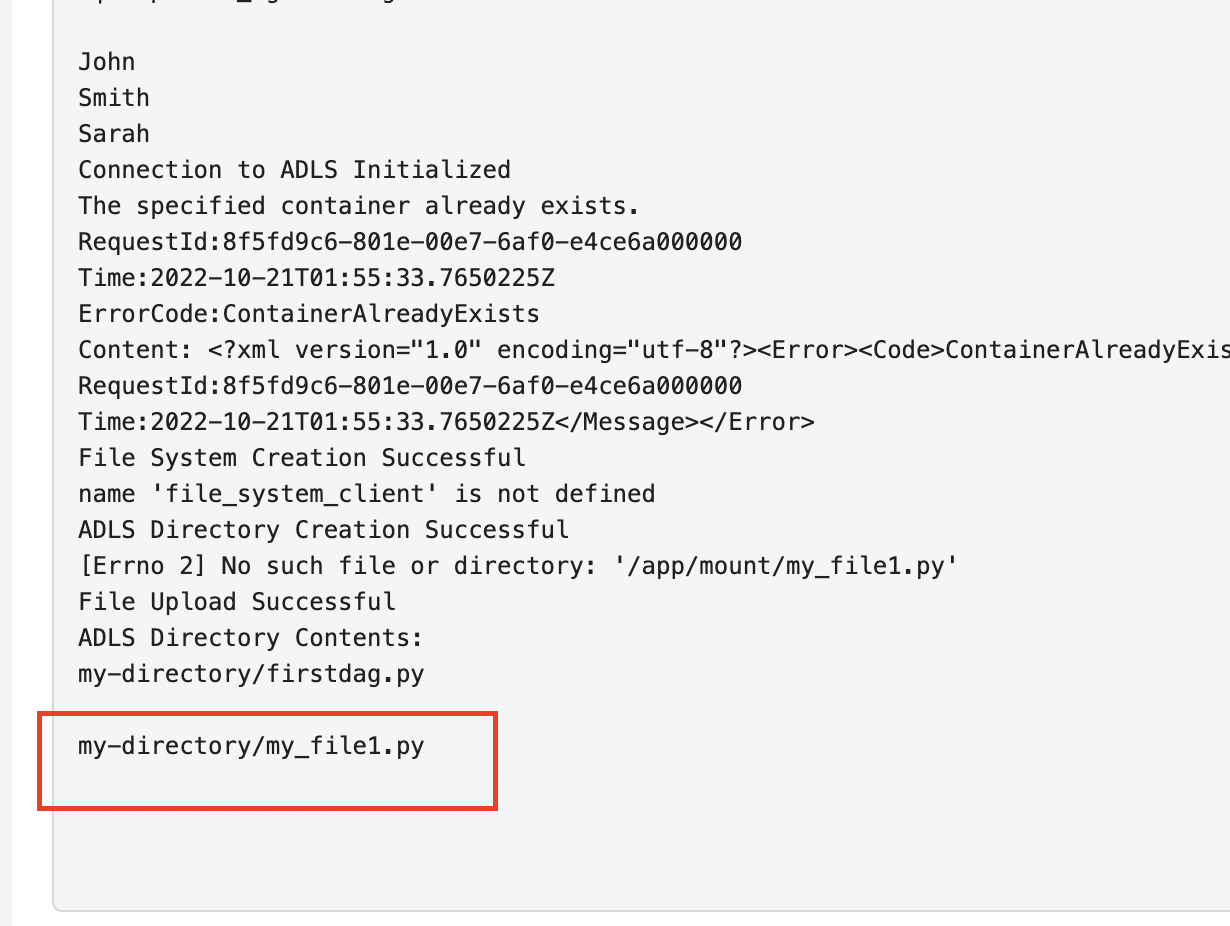 John
Smith
Sarah
Connection to ADLS Initialized
The specified container already exists.
RequestId:8f5fd9c6-801e-00e7-6af0-e4ce6a000000
Time:2022-10-21T01:55:33.7650225Z
ErrorCode:ContainerAlreadyExists
Content: <?xml version="1.0" encoding="utf-8"?><Error><Code>ContainerAlreadyExis
RequestId:8f5fd9c6-801e-00e7-6af0-e4ce6a000000
Time:2022-10-21T01:55:33.7650225Z</Message></Error>
File System Creation Successful
name 'file_system_client' is not defined
ADLS Directory Creation Successful
[Errno 2] No such file or directory: '/app/mount/my_file1.py'
File Upload Successful
ADLS Directory Contents:
my-directory/firstdag.py
my-directory/my_file1.py